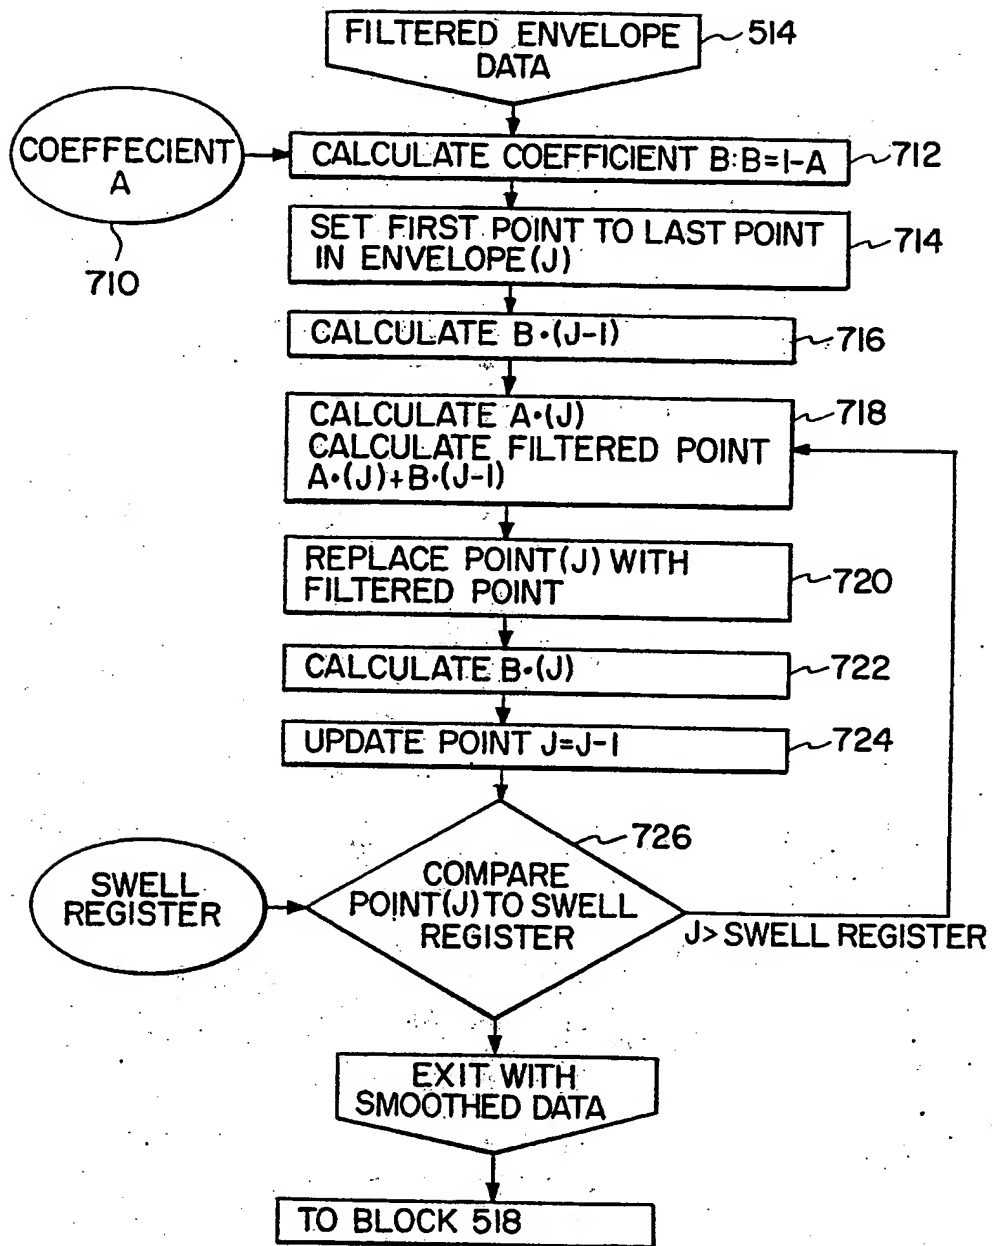 FILTERED ENVELOPE
DATA
514
COEFFECIENT
A
710
CALCULATE COEFFICIENT B:B=1-A
712
SET FIRST POINT TO LAST POINT
IN ENVELOPE(J)
714
CALCULATE B•(J-1)
716
CALCULATE A•(J)
CALCULATE FILTERED POINT
A•(J)+B•(J-1)
718
REPLACE POINT(J) WITH
FILTERED POINT
720
CALCULATE B•(J)
722
UPDATE POINT J=J-1
724
726
SWELL
REGISTER
COMPARE
POINT(J) TO SWELL
REGISTER
J> SWELL REGISTER
EXIT WITH
SMOOTHED DATA
TO BLOCK 518